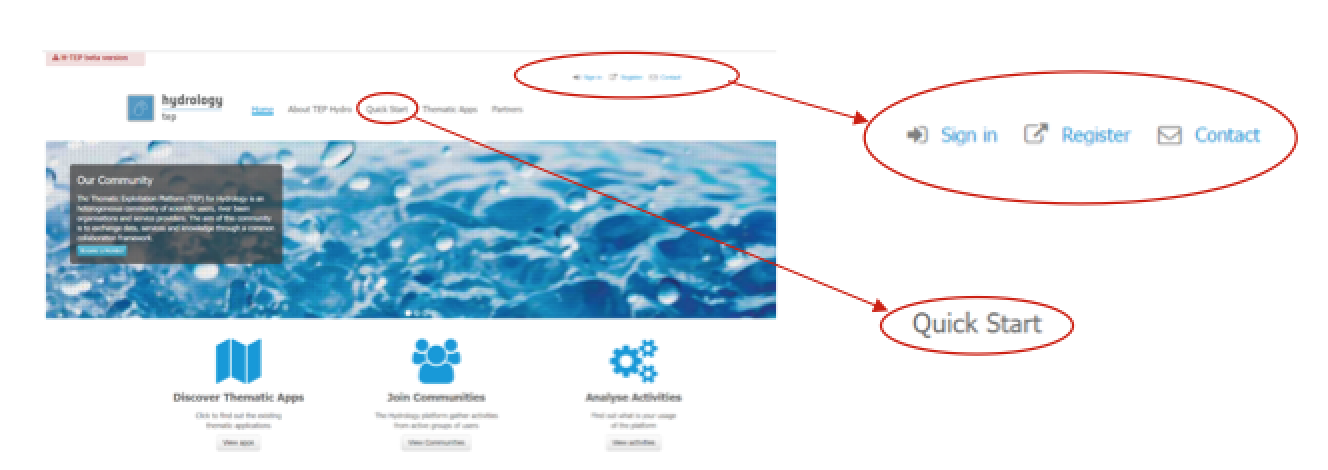 H-TEP beta version
Sign in Register Contact
hydrology
tep
Home About TEP Hydro Quick Start Thematic Apps Partners
Sign in Register Contact
Our Community
The Thematic Exploitation Platform (TEP) for Hydrology is an
heterogeneous community of scientific users, river basin
organisations and service providers. The aim of this community
is to exchange data, services and knowledge through a common
collaboration framework.
Quick Start
Discover Thematic Apps Join Communities Analyse Activities
Click to find out the existing The Hydrology platform gather activities Find out what is your usage
thematic applications from active groups of users of the platform
View apps View Communities View activities